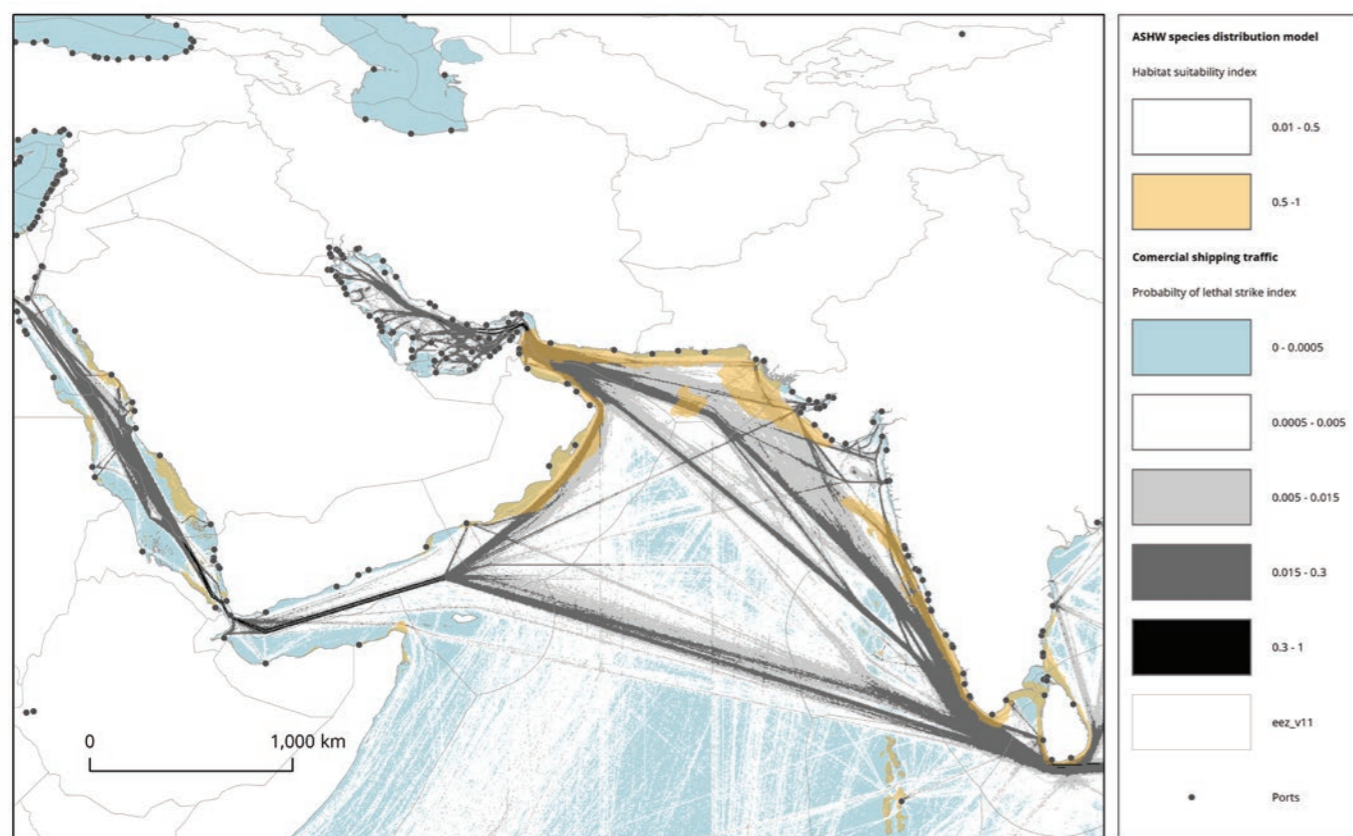 ASHW species distribution model
Habitat suitability index
0.01 - 0.5
0.5 -1
Comercial shipping traffic
Probabilty of lethal strike index
0 - 0.0005
0.0005 - 0.005
0.005 - 0.015
0.015 - 0.3
0.3 - 1
eez_v11
Ports
0 1,000 km